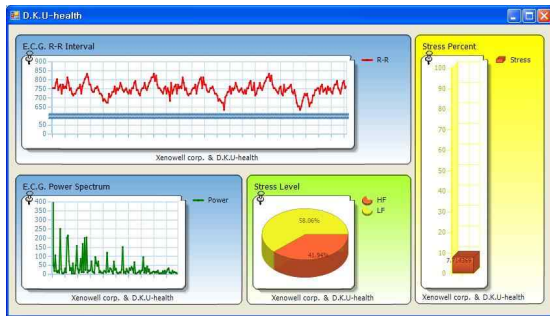 D.K.U-health
E.C.G. R-R Interval
900
850
800
750
700
650
50
0
R-R
Xenowell corp. & D.K.U-health
E.C.G. Power Spectrum
400
350
300
250
200
150
100
50
0
Power
Xenowell corp. & D.K.U-health
Stress Level
58.06%
41.94%
HF
LF
Xenowell corp. & D.K.U-health
Stress Percent
100
90
80
70
60
50
40
30
20
10
0
Stress
Xenowell corp. & D.K.U-health